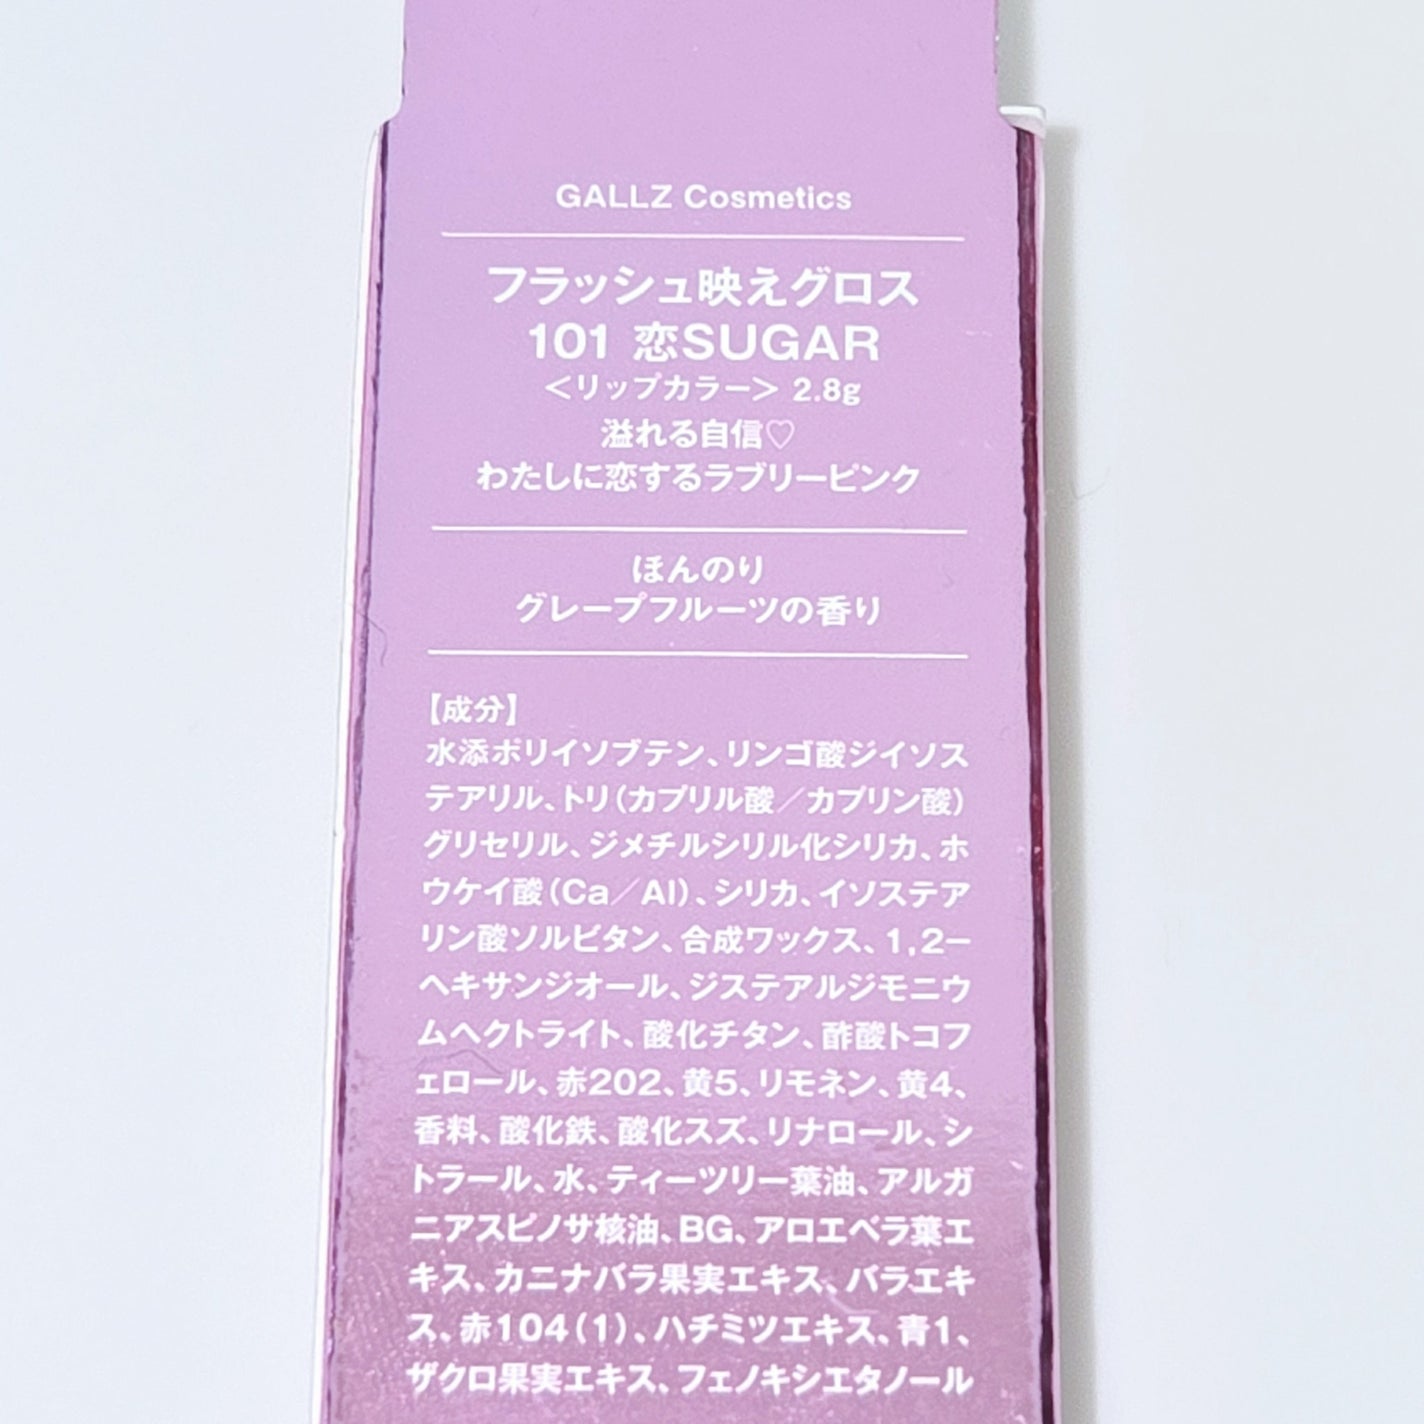 GALLZ Cosmetics
フラッシュ映えグロス
101 恋SUGAR
＜リップカラー＞ 2.8g
溢れる自信♡
わたしに恋するラブリーピンク
ほんのり
グレープフルーツの香り
【成分】
水添ポリイソブテン、リンゴ酸ジイソス
テアリル、トリ（カプリル酸／カプリン酸）
グリセリル、ジメチルシリル化シリカ、ホ
ウケイ酸（Ca／Al）、シリカ、イソステア
リン酸ソルビタン、合成ワックス、1,2－
ヘキサンジオール、ジステアルジモニウ
ムヘクトライト、酸化チタン、酢酸トコフ
ェロール、赤202、黄5、リモネン、黄4、
香料、酸化鉄、酸化スズ、リナロール、シ
トラール、水、ティーツリー葉油、アルガ
ニアスピノサ核油、BG、アロエベラ葉エ
キス、カニナバラ果実エキス、バラエキ
ス、赤104（1）、ハチミツエキス、青1、
ザクロ果実エキス、フェノキシエタノール